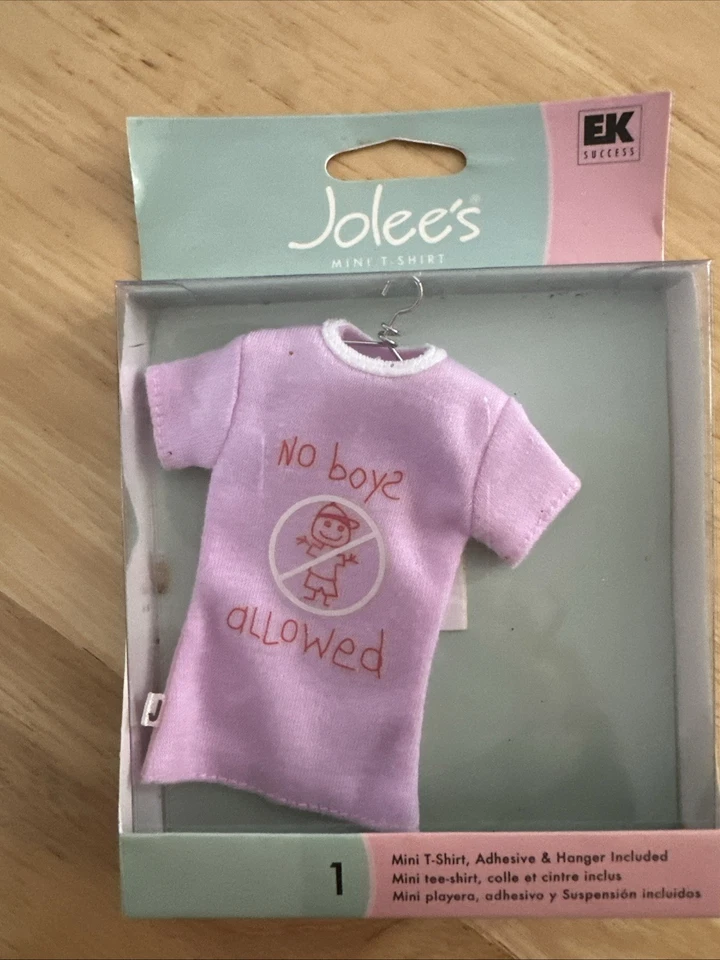 EK
SUCCESS
Jolee's
MINI T-SHIRT
No boys
aLLowed
J
1
Mini T-Shirt, Adhesive & Hanger Included
Mini tee-shirt, colle et cintre inclus
Mini playera, adhesivo y Suspensión incluidos